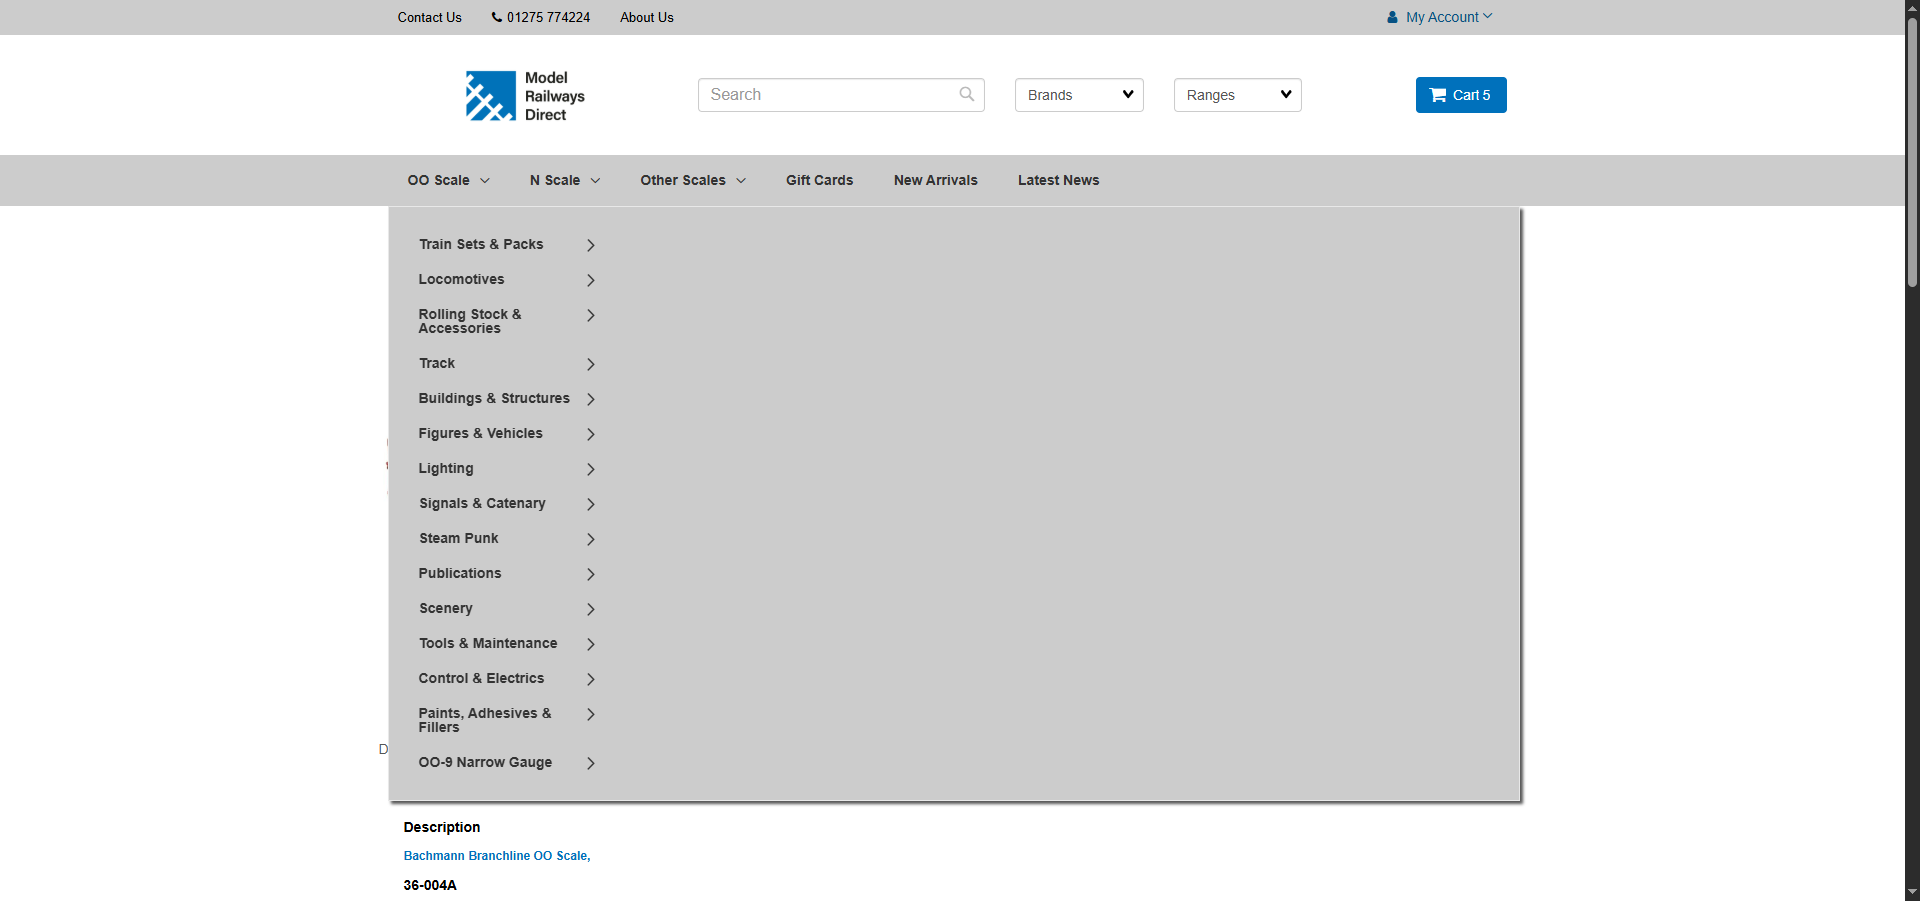 Contact Us 01275 774224 About Us My Account
Model
Railways
Direct
Search Brands Ranges Cart 5
OO Scale N Scale Other Scales Gift Cards New Arrivals Latest News
Train Sets & Packs
Locomotives
Rolling Stock &
Accessories
Track
Buildings & Structures
Figures & Vehicles
Lighting
Signals & Catenary
Steam Punk
Publications
Scenery
Tools & Maintenance
Control & Electrics
Paints, Adhesives &
Fillers
D
OO-9 Narrow Gauge
Description
Bachmann Branchline OO Scale,
36-004A